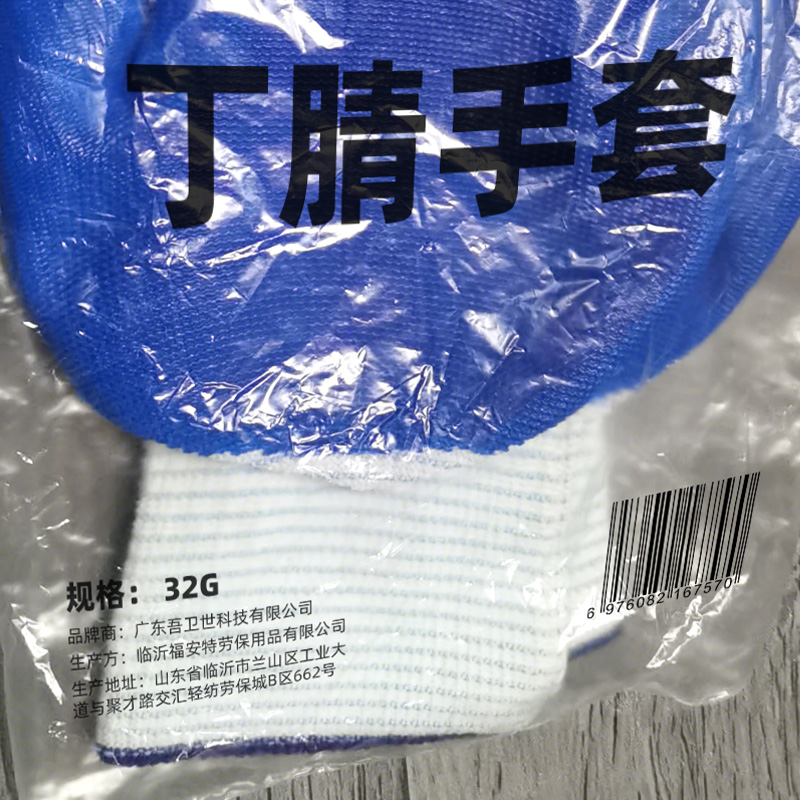 丁腈手套
规格：32G
品牌商：广东吾卫世科技有限公司
生产方：临沂福安特劳保用品有限公司
生产地址：山东省临沂市兰山区工业大
道与聚才路交汇轻纺劳保城B区662号
6 976082 167570